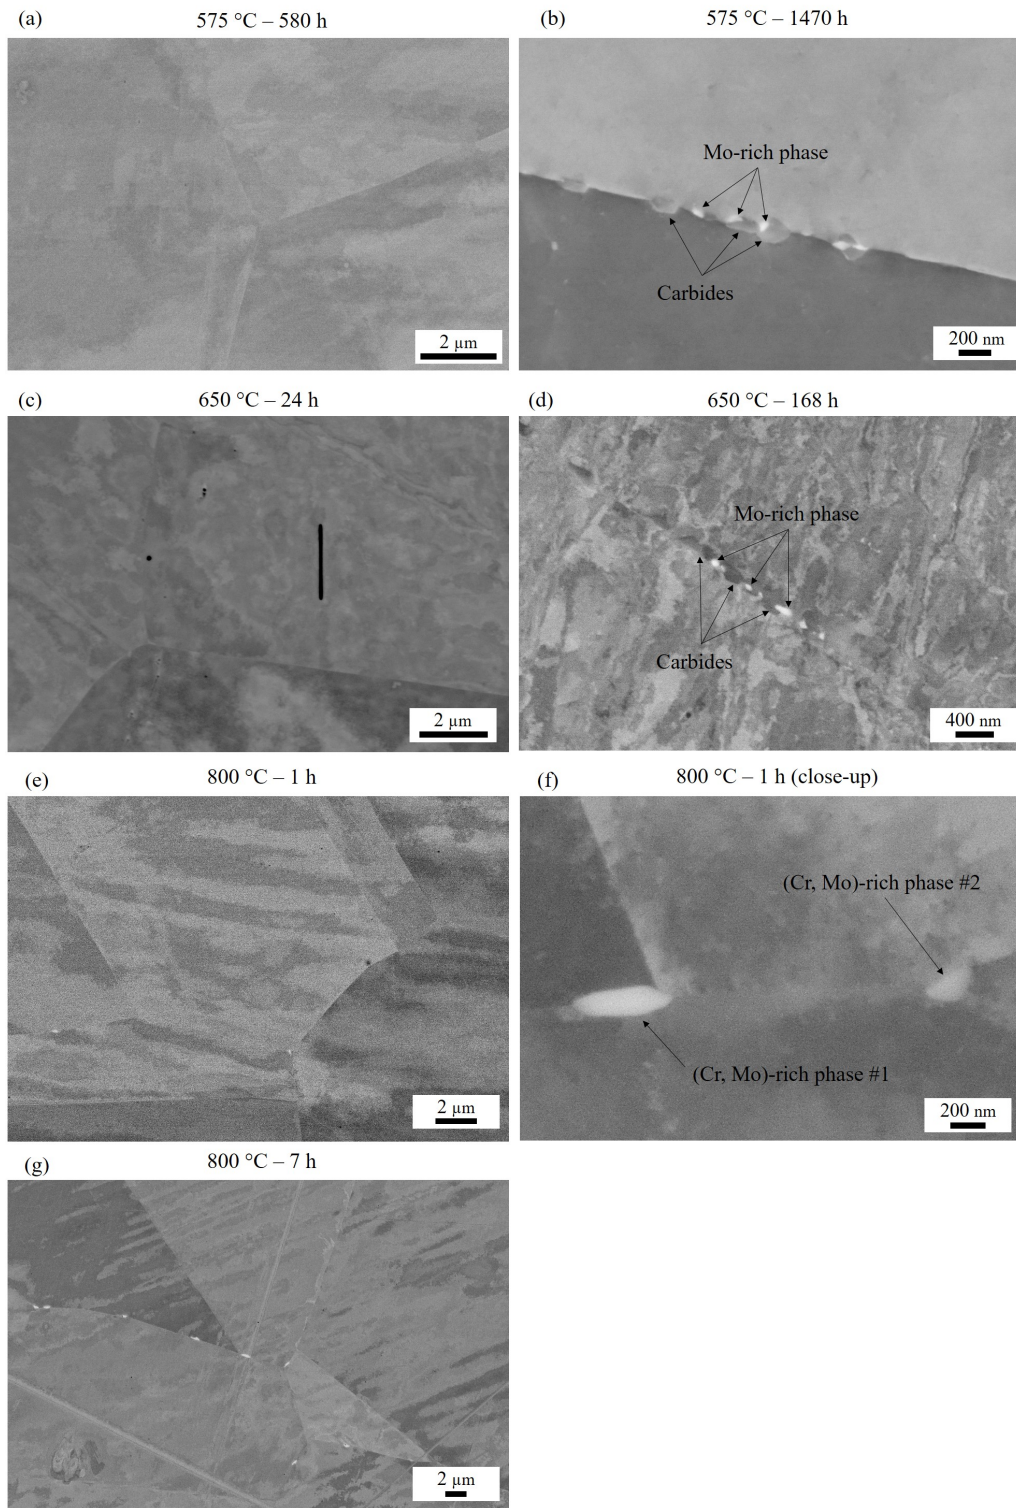 (a)
575 °C – 580 h
2 µm
(b)
575 °C – 1470 h
Mo-rich phase
Carbides
200 nm
(c)
650 °C – 24 h
2 µm
(d)
650 °C – 168 h
Mo-rich phase
Carbides
400 nm
(e)
800 °C – 1 h
2 µm
(f)
800 °C – 1 h (close-up)
(Cr, Mo)-rich phase #2
(Cr, Mo)-rich phase #1
200 nm
(g)
800 °C – 7 h
2 µm